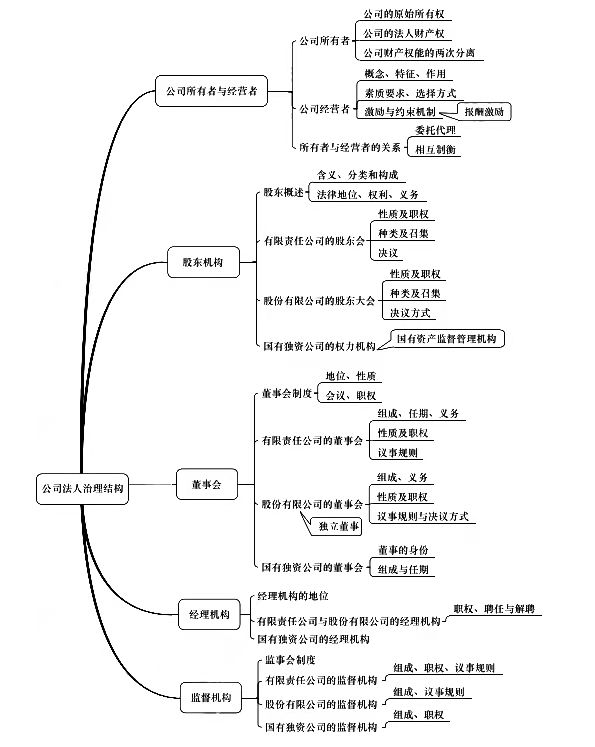 公司法人治理结构
公司所有者与经营者
公司所有者
公司的原始所有权
公司的法人财产权
公司财产权能的两次分离
公司经营者
概念、特征、作用
素质要求、选择方式
激励与约束机制
报酬激励
所有者与经营者的关系
委托代理
相互制衡
股东机构
股东概述
含义、分类和构成
法律地位、权利、义务
有限责任公司的股东会
性质及职权
种类及召集
决议
股份有限公司的股东大会
性质及职权
种类及召集
决议方式
国有独资公司的权力机构
国有资产监督管理机构
董事会
董事会制度
地位、性质
会议、职权
有限责任公司的董事会
组成、任期、义务
性质及职权
议事规则
股份有限公司的董事会
独立董事
组成、义务
性质及职权
议事规则与决议方式
国有独资公司的董事会
董事的身份
组成与任期
经理机构
经理机构的地位
有限责任公司与股份有限公司的经理机构
职权、聘任与解聘
国有独资公司的经理机构
监督机构
监事会制度
有限责任公司的监督机构
组成、职权、议事规则
股份有限公司的监督机构
组成、议事规则
国有独资公司的监督机构
组成、职权